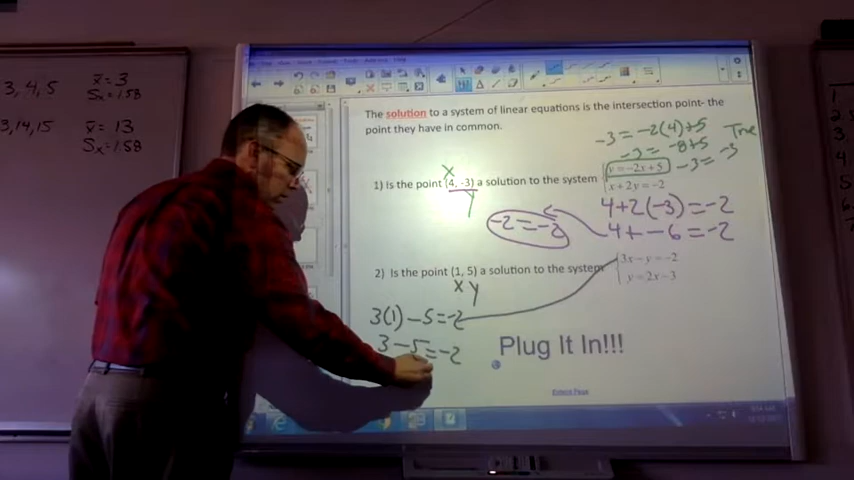 3, 4, 5 x̄ = 3
Sx = 1.58
3, 14, 15 x̄ = 13
Sx = 1.58
The solution to a system of linear equations is the intersection point- the
point they have in common.
-3 = -2(4)+5 True
-3 = -8+5
-3 = -3
x
1) Is the point (4, -3) a solution to the system y = -2x + 5
x + 2y = -2
y
4+2(-3) = -2
-2 = -2 4+ -6 = -2
2) Is the point (1, 5) a solution to the system 3x - y = -2
y = 2x - 3
x y
3(1) - 5 = -2
3 - 5 = -2
Plug It In!!!